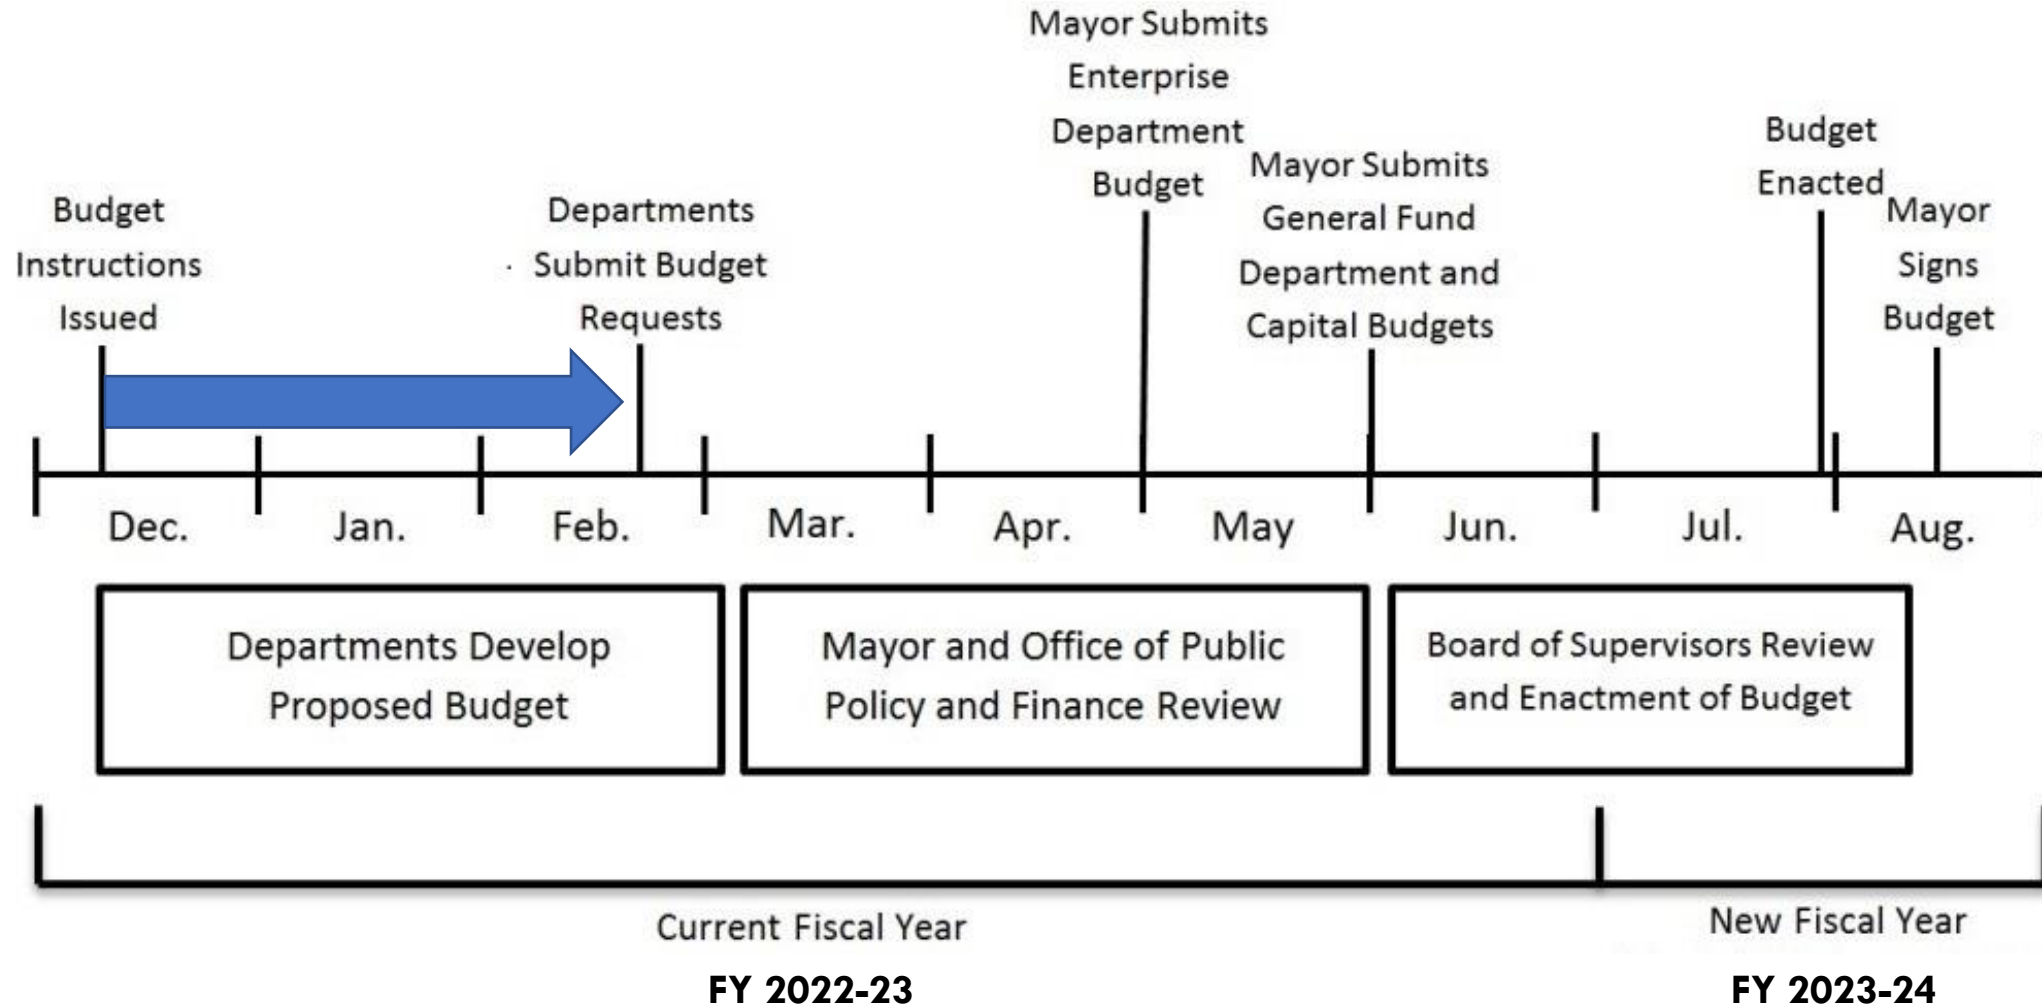 Mayor Submits
Enterprise
Department
Budget
Mayor Submits
General Fund
Department and
Capital Budgets
Budget
Enacted
Mayor
Signs
Budget
Budget
Instructions
Issued
Departments
Submit Budget
Requests
Dec.
Jan.
Feb.
Mar.
Apr.
May
Jun.
Jul.
Aug.
Departments Develop
Proposed Budget
Mayor and Office of Public
Policy and Finance Review
Board of Supervisors Review
and Enactment of Budget
Current Fiscal Year
FY 2022-23
New Fiscal Year
FY 2023-24